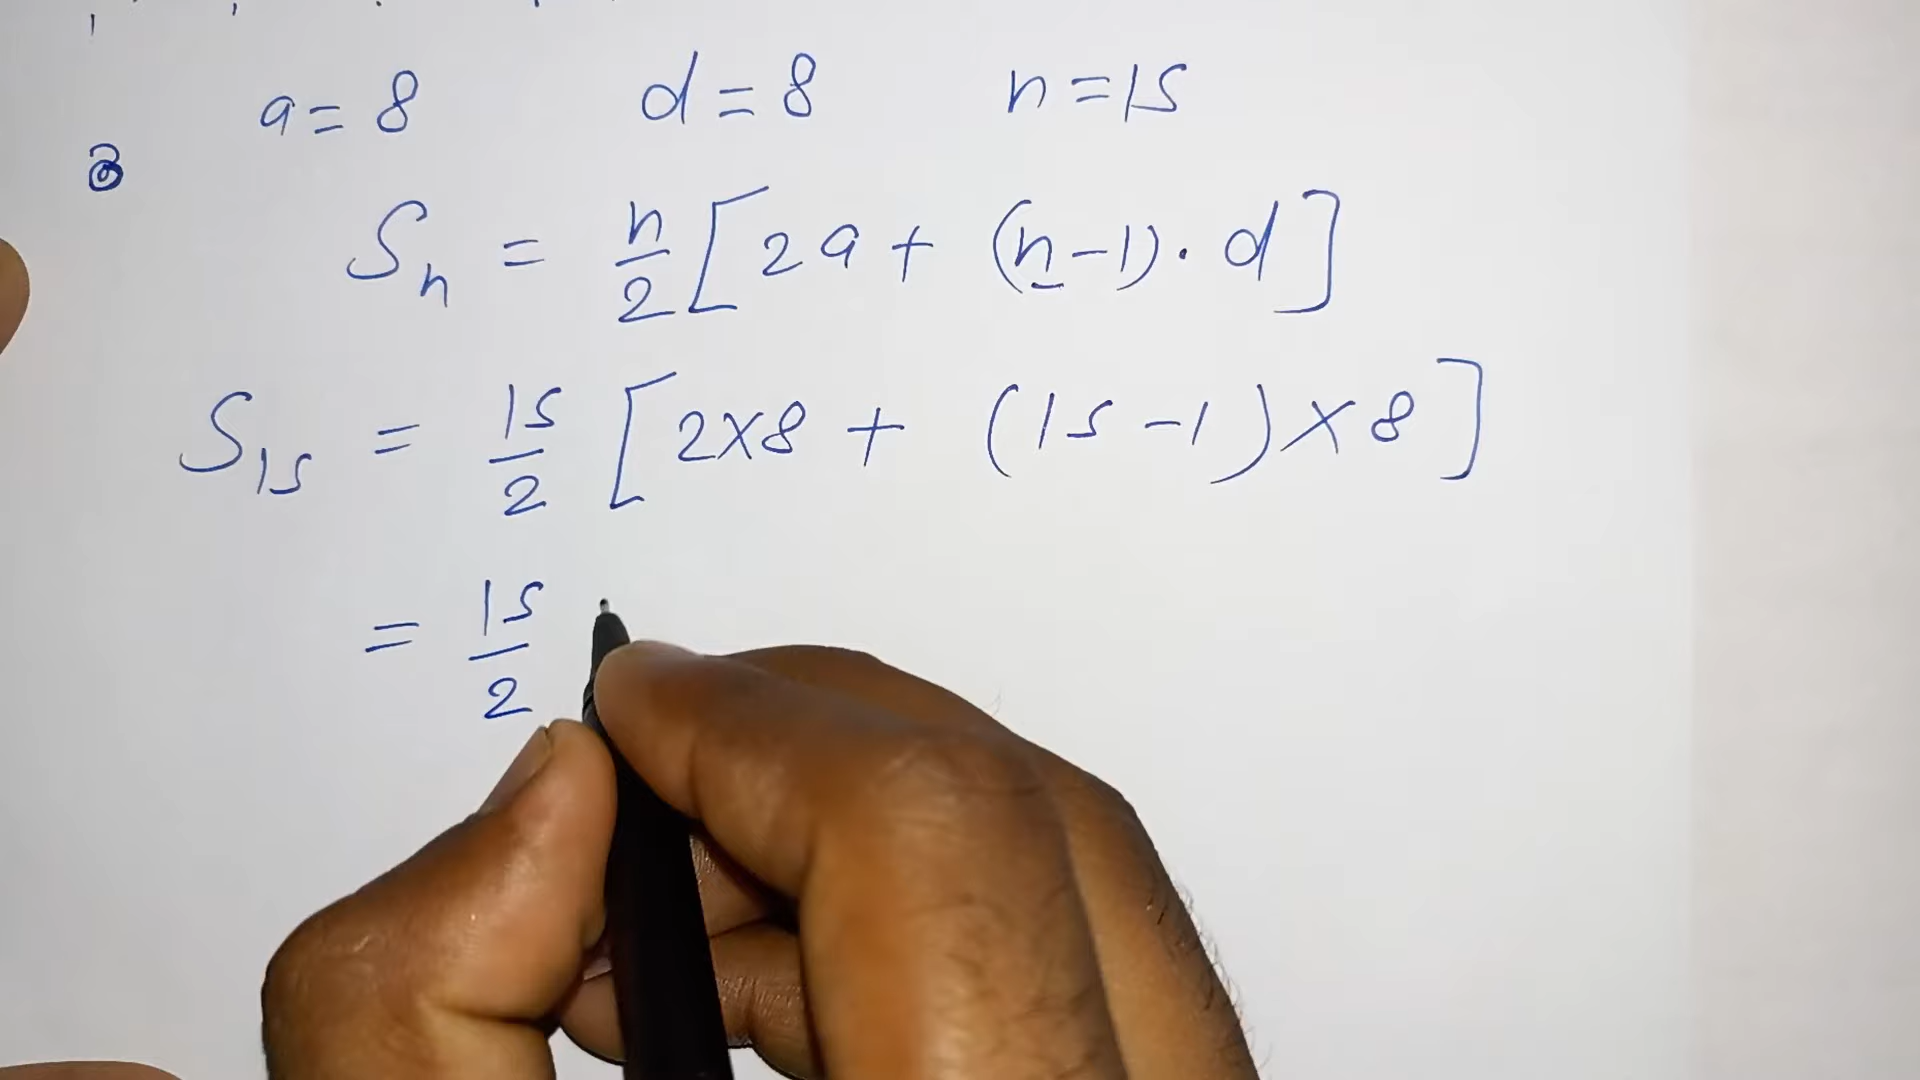 a = 8 d = 8 n = 15
Sn = n/2 [2a + (n-1)·d]
S15 = 15/2 [2×8 + (15-1)×8]
= 15/2